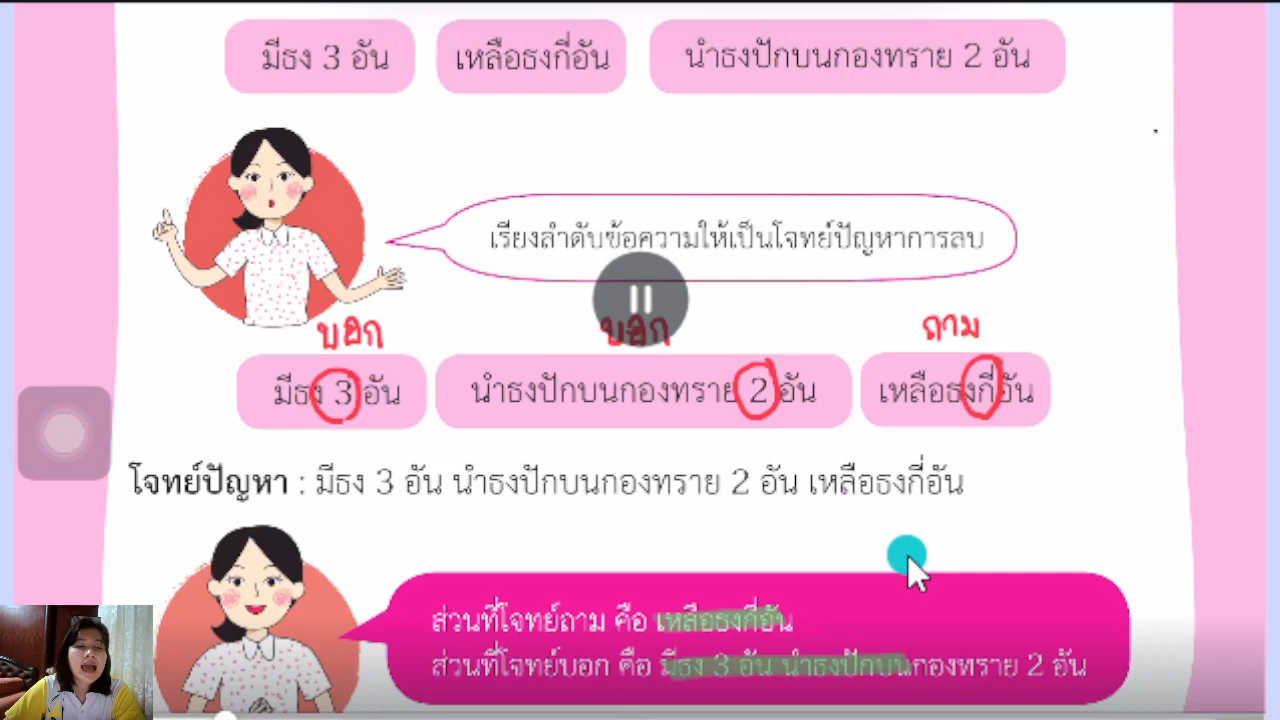 มีธง 3 อัน เหลือธงกี่อัน นำธงปักบนกองทราย 2 อัน
เรียงลำดับข้อความให้เป็นโจทย์ปัญหาการลบ
บอก บอก ถาม
มีธง 3 อัน นำธงปักบนกองทราย 2 อัน เหลือธงกี่อัน
โจทย์ปัญหา : มีธง 3 อัน นำธงปักบนกองทราย 2 อัน เหลือธงกี่อัน
ส่วนที่โจทย์ถาม คือ เหลือธงกี่อัน
ส่วนที่โจทย์บอก คือ มีธง 3 อัน นำธงปักบนกองทราย 2 อัน